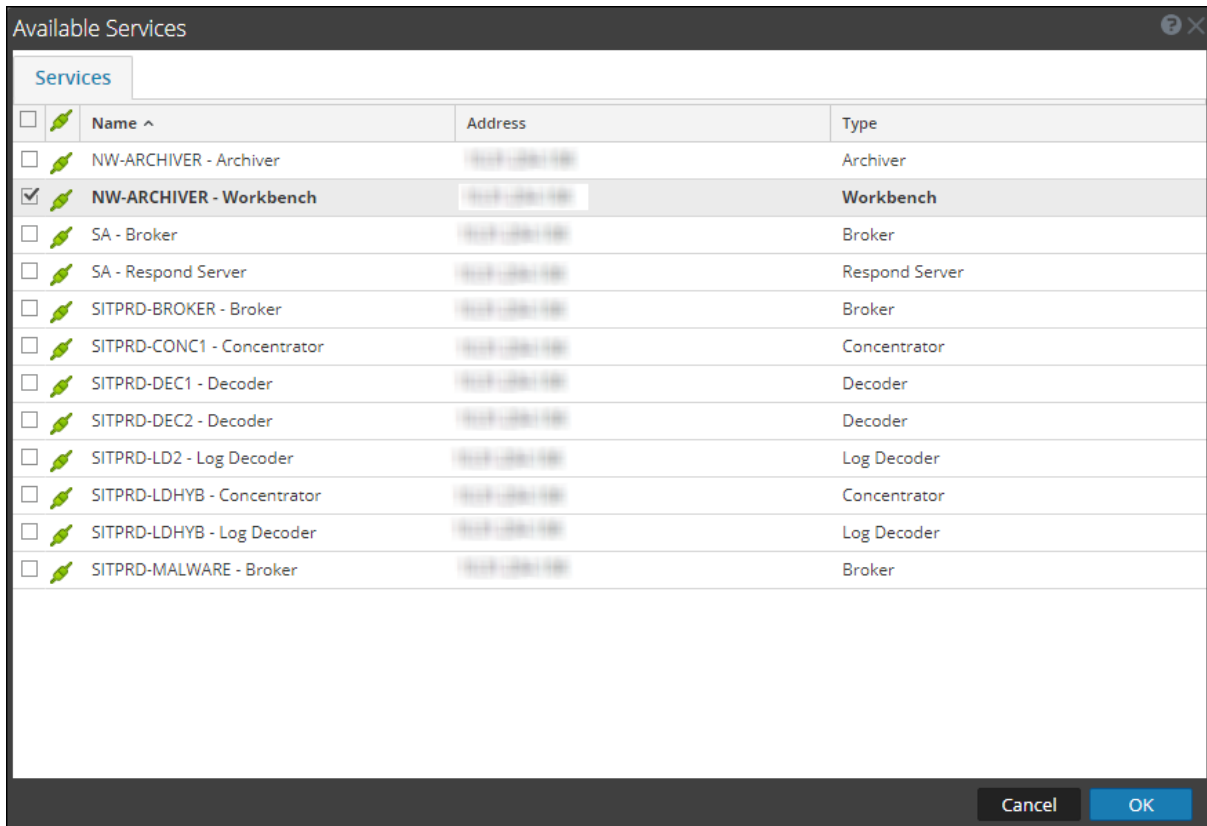 Available Services
Services
Name Address Type
NW-ARCHIVER - Archiver Archiver
NW-ARCHIVER - Workbench Workbench
SA - Broker Broker
SA - Respond Server Respond Server
SITPRD-BROKER - Broker Broker
SITPRD-CONC1 - Concentrator Concentrator
SITPRD-DEC1 - Decoder Decoder
SITPRD-DEC2 - Decoder Decoder
SITPRD-LD2 - Log Decoder Log Decoder
SITPRD-LDHYB - Concentrator Concentrator
SITPRD-LDHYB - Log Decoder Log Decoder
SITPRD-MALWARE - Broker Broker
Cancel OK